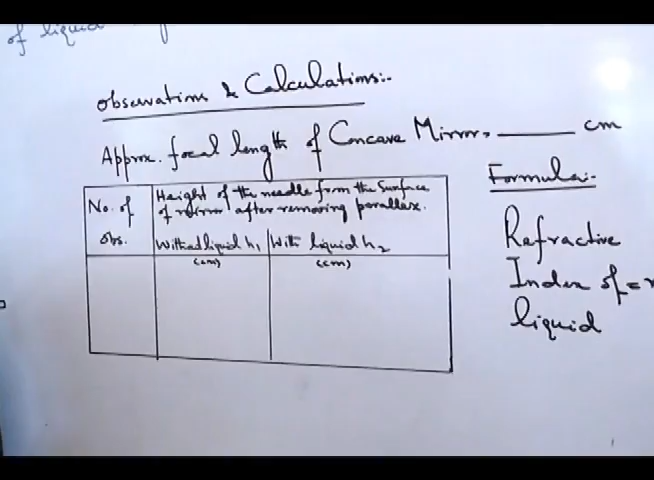 of liquid
Observations & Calculations:-
Approx. focal length of Concave Mirror = ______ cm
No. of obs.
Height of the needle from the Surface
of mirror after removing parallax.
Without liquid h₁
(cm)
With liquid h₂
(cm)
Formula:-
Refractive
Index of =
liquid